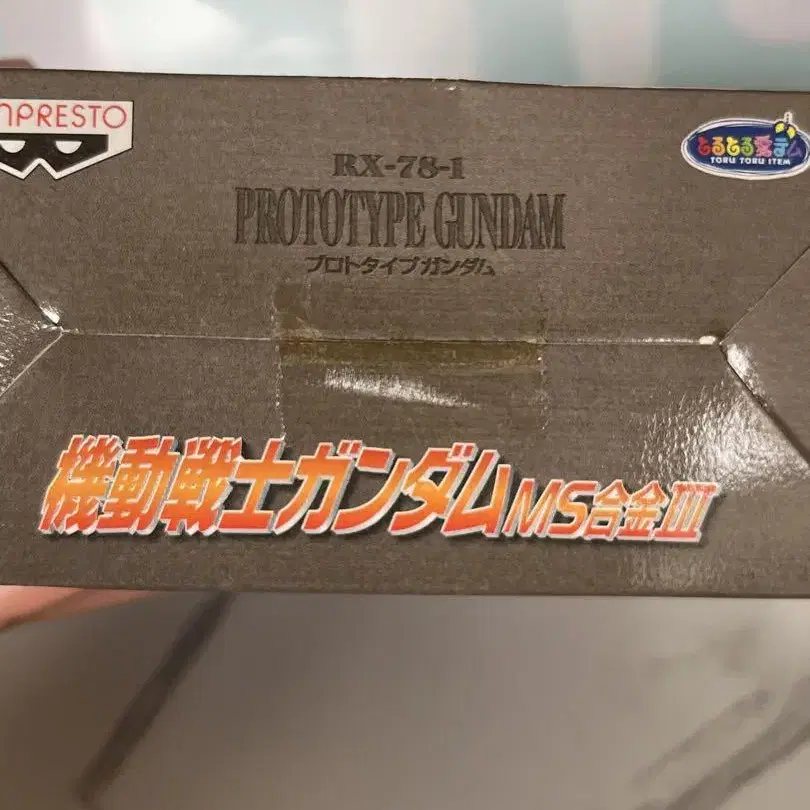 NPRESTO
とるとる愛テム
TORU TORU ITEM
RX-78-1
PROTOTYPE GUNDAM
プロトタイプガンダム
機動戦士ガンダムMS合金III